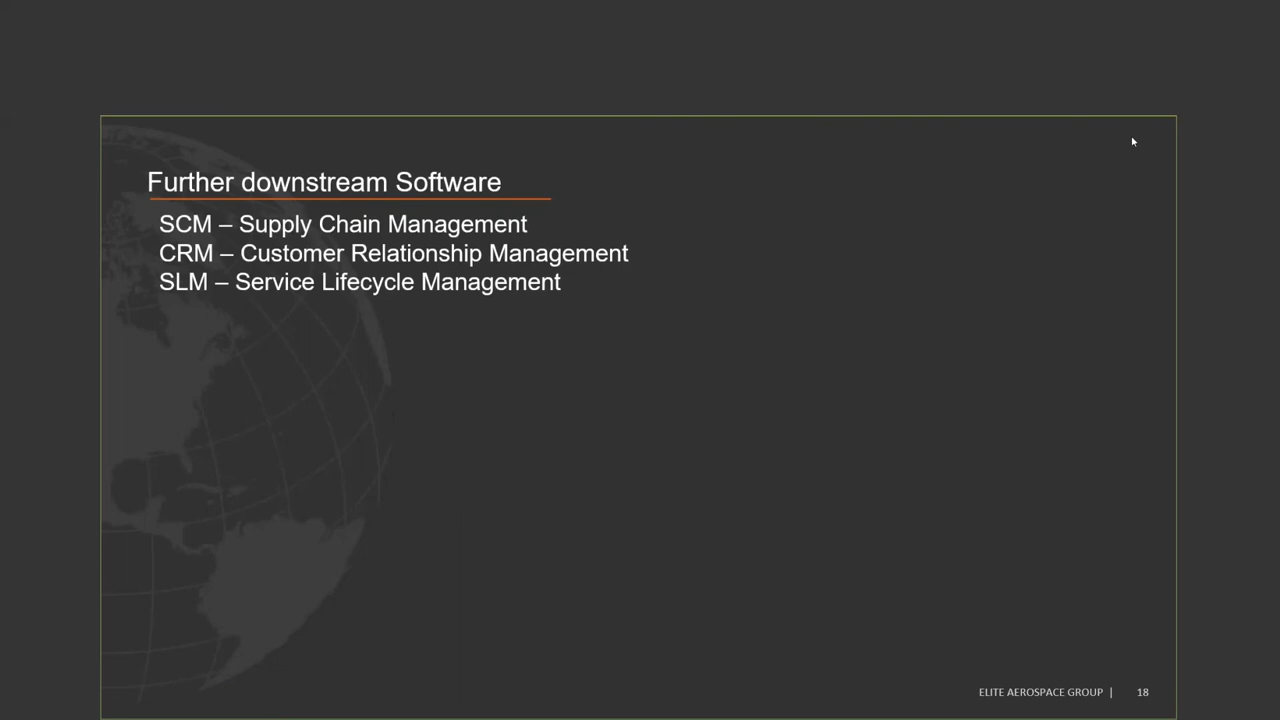 Further downstream Software
SCM – Supply Chain Management
CRM – Customer Relationship Management
SLM – Service Lifecycle Management
ELITE AEROSPACE GROUP | 18